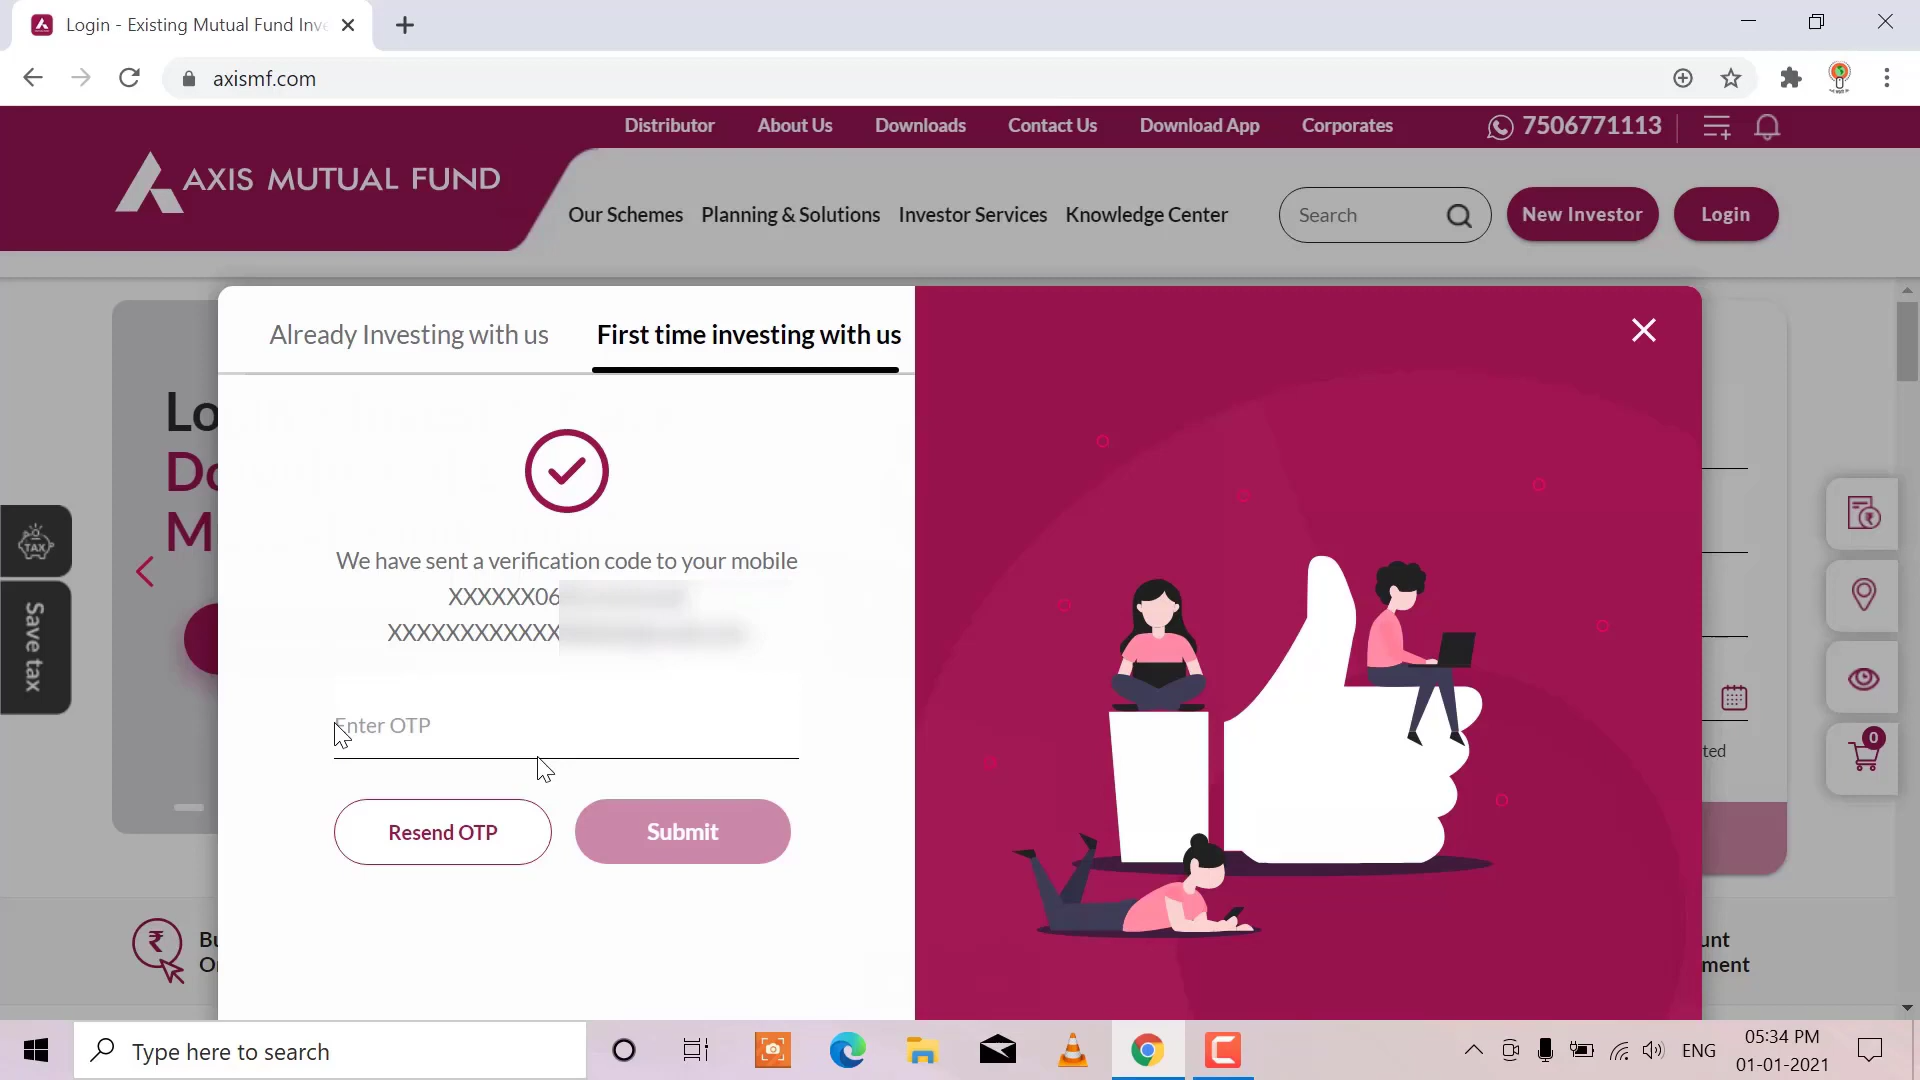 Login - Existing Mutual Fund Inve
axismf.com
Distributor
About Us
Downloads
Contact Us
Download App
Corporates
7506771113
AXIS MUTUAL FUND
Our Schemes
Planning & Solutions
Investor Services
Knowledge Center
Search
New Investor
Login
Already Investing with us
First time investing with us
Lo
Do
M
TAX
Save tax
We have sent a verification code to your mobile
XXXXXX06
XXXXXXXXXXXX
Enter OTP
Resend OTP
Submit
ted
0
Bu
O
unt
ment
Type here to search
ENG
05:34 PM
01-01-2021